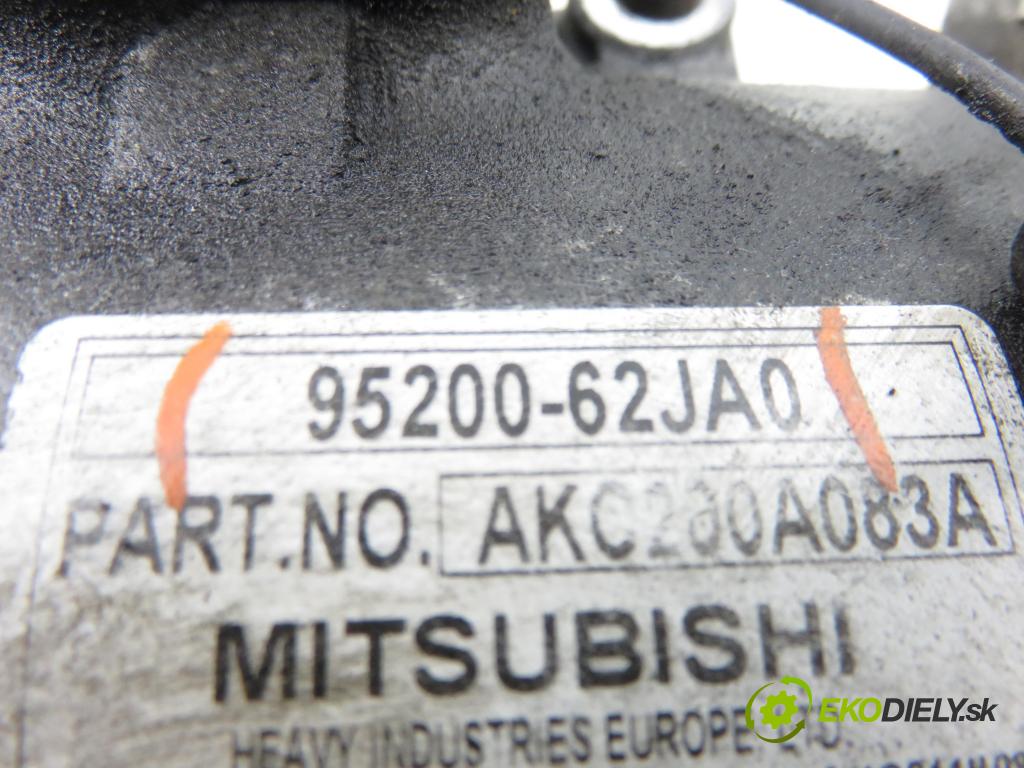 95200-62JA0
PART.NO. AKC200A083A
MITSUBISHI
HEAVY INDUSTRIES EUROPE, LTD.
EKODIELY.sk